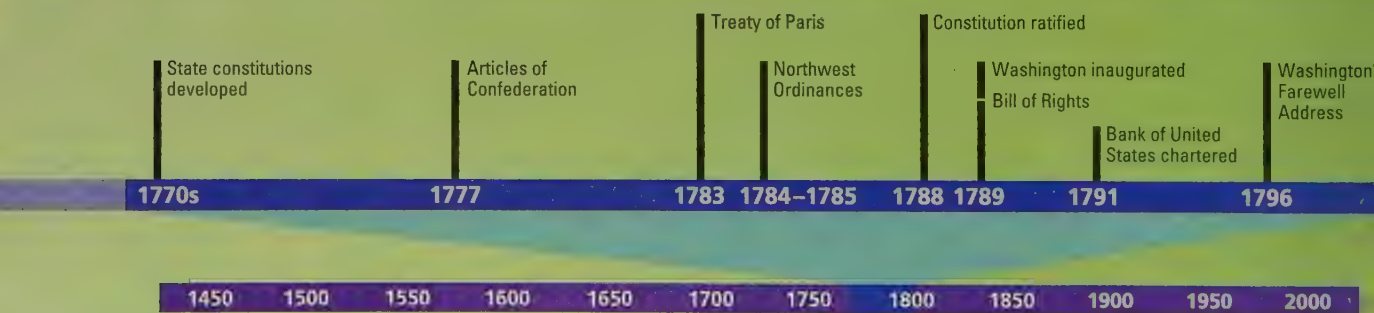 Treaty of Paris
Constitution ratified
State constitutions
developed
Articles of
Confederation
Northwest
Ordinances
Washington inaugurated
Bill of Rights
Washington'
Farewell
Address
Bank of United
States chartered
1770s 1777 1783 1784–1785 1788 1789 1791 1796
1450 1500 1550 1600 1650 1700 1750 1800 1850 1900 1950 2000